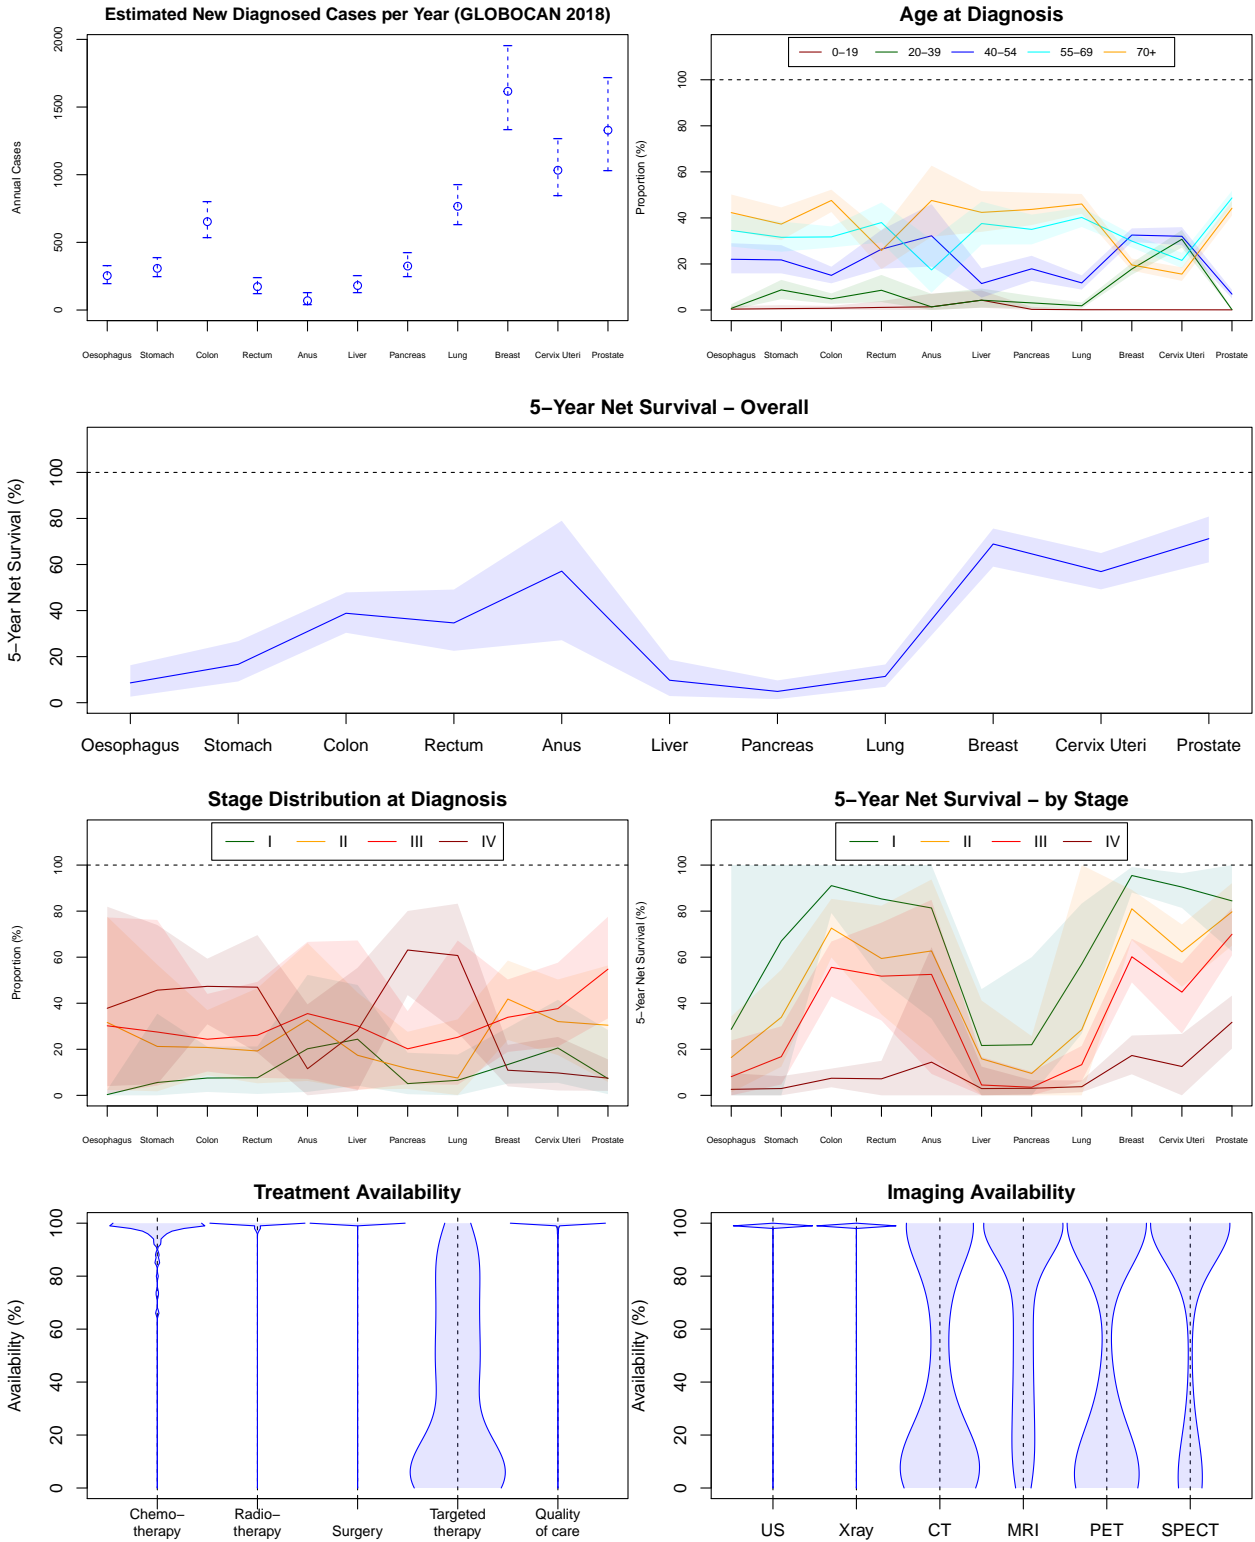 Estimated New Diagnosed Cases per Year (GLOBOCAN 2018)
Annual Cases
2000
1500
1000
500
0
Oesophagus Stomach Colon Rectum Anus Liver Pancreas Lung Breast Cervix Uteri Prostate
Age at Diagnosis
0−19 20−39 40−54 55−69 70+
Proportion (%)
100
80
60
40
20
0
Oesophagus Stomach Colon Rectum Anus Liver Pancreas Lung Breast Cervix Uteri Prostate
5−Year Net Survival − Overall
5−Year Net Survival (%)
100
80
60
40
20
0
Oesophagus Stomach Colon Rectum Anus Liver Pancreas Lung Breast Cervix Uteri Prostate
Stage Distribution at Diagnosis
I II III IV
Proportion (%)
100
80
60
40
20
0
Oesophagus Stomach Colon Rectum Anus Liver Pancreas Lung Breast Cervix Uteri Prostate
5−Year Net Survival − by Stage
I II III IV
5−Year Net Survival (%)
100
80
60
40
20
0
Oesophagus Stomach Colon Rectum Anus Liver Pancreas Lung Breast Cervix Uteri Prostate
Treatment Availability
Availability (%)
100
80
60
40
20
0
Chemo−
therapy
Radio−
therapy
Surgery
Targeted
therapy
Quality
of care
Imaging Availability
Availability (%)
100
80
60
40
20
0
US Xray CT MRI PET SPECT